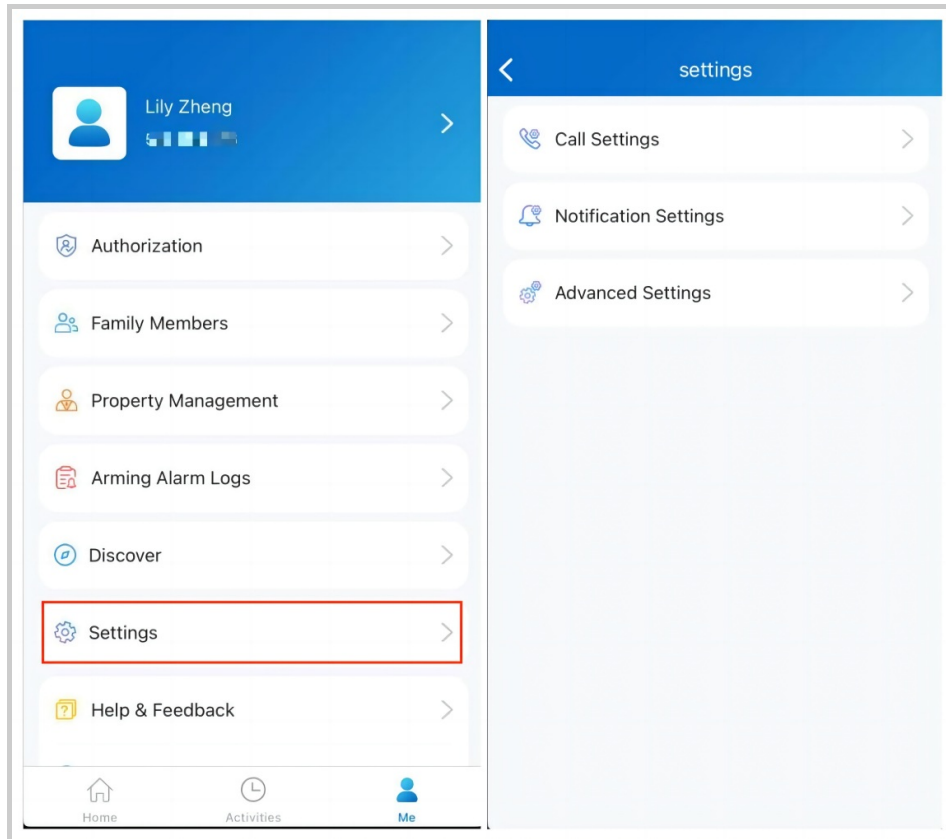 Lily Zheng
Authorization
Family Members
Property Management
Arming Alarm Logs
Discover
Settings
Help & Feedback
Home
Activities
Me
settings
Call Settings
Notification Settings
Advanced Settings